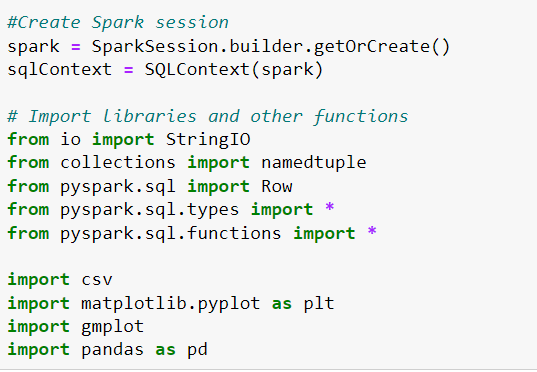 #Create Spark session
spark = SparkSession.builder.getOrCreate()
sqlContext = SQLContext(spark)
# Import libraries and other functions
from io import StringIO
from collections import namedtuple
from pyspark.sql import Row
from pyspark.sql.types import *
from pyspark.sql.functions import *
import csv
import matplotlib.pyplot as plt
import gmplot
import pandas as pd